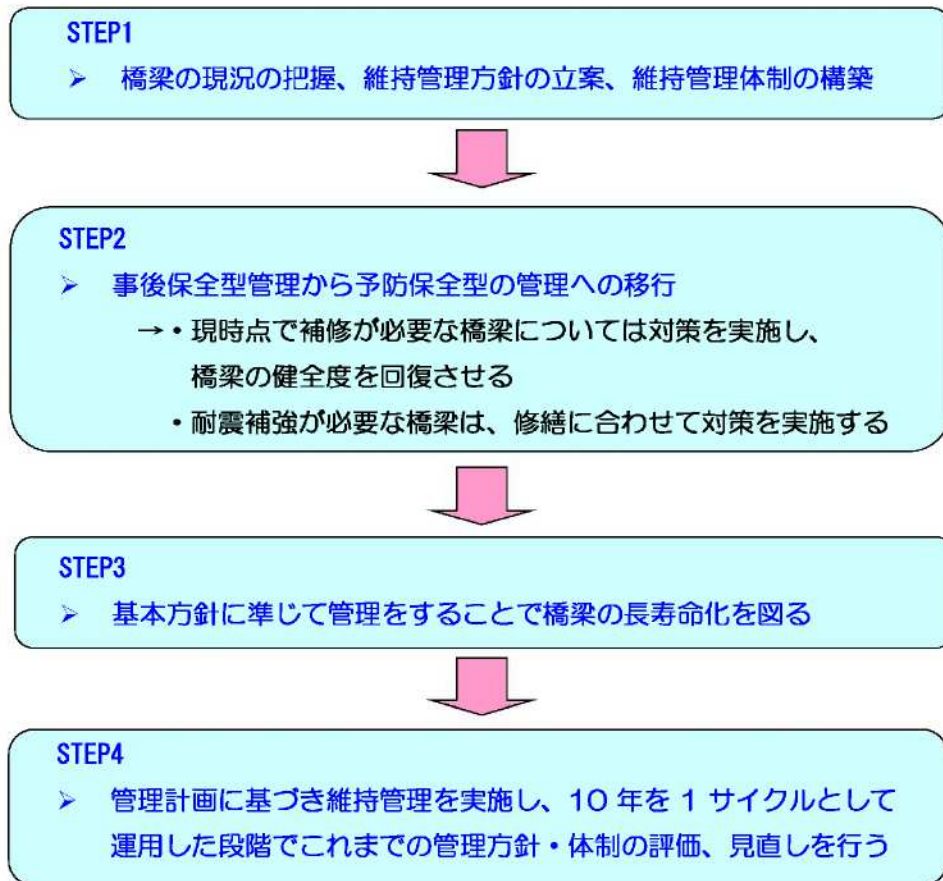 STEP1
➢ 橋梁の現況の把握、維持管理方針の立案、維持管理体制の構築
STEP2
➢ 事後保全型管理から予防保全型の管理への移行
→・現時点で補修が必要な橋梁については対策を実施し、
橋梁の健全度を回復させる
・耐震補強が必要な橋梁は、修繕に合わせて対策を実施する
STEP3
➢ 基本方針に準じて管理をすることで橋梁の長寿命化を図る
STEP4
➢ 管理計画に基づき維持管理を実施し、10 年を 1 サイクルとして
運用した段階でこれまでの管理方針・体制の評価、見直しを行う